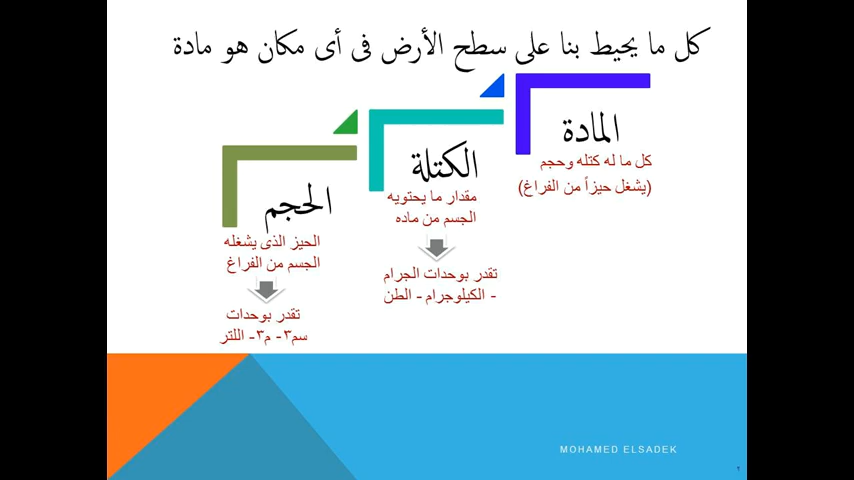 كل ما يحيط بنا على سطح الأرض فى أى مكان هو مادة
المادة
كل ما له كتله وحجم
(يشغل حيزاً من الفراغ)
الكتلة
مقدار ما يحتويه
الجسم من ماده
تقدر بوحدات الجرام
- الكيلوجرام - الطن
الحجم
الحيز الذى يشغله
الجسم من الفراغ
تقدر بوحدات
سم٣- م٣- اللتر
MOHAMED ELSADEK
٢